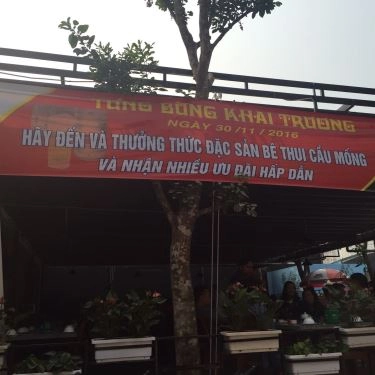 TƯNG BỪNG KHAI TRƯƠNG
NGÀY 30/11/2016
HÃY ĐẾN VÀ THƯỞNG THỨC ĐẶC SẢN BÊ THUI CẦU MỐNG
VÀ NHẬN NHIỀU ƯU ĐÃI HẤP DẪN